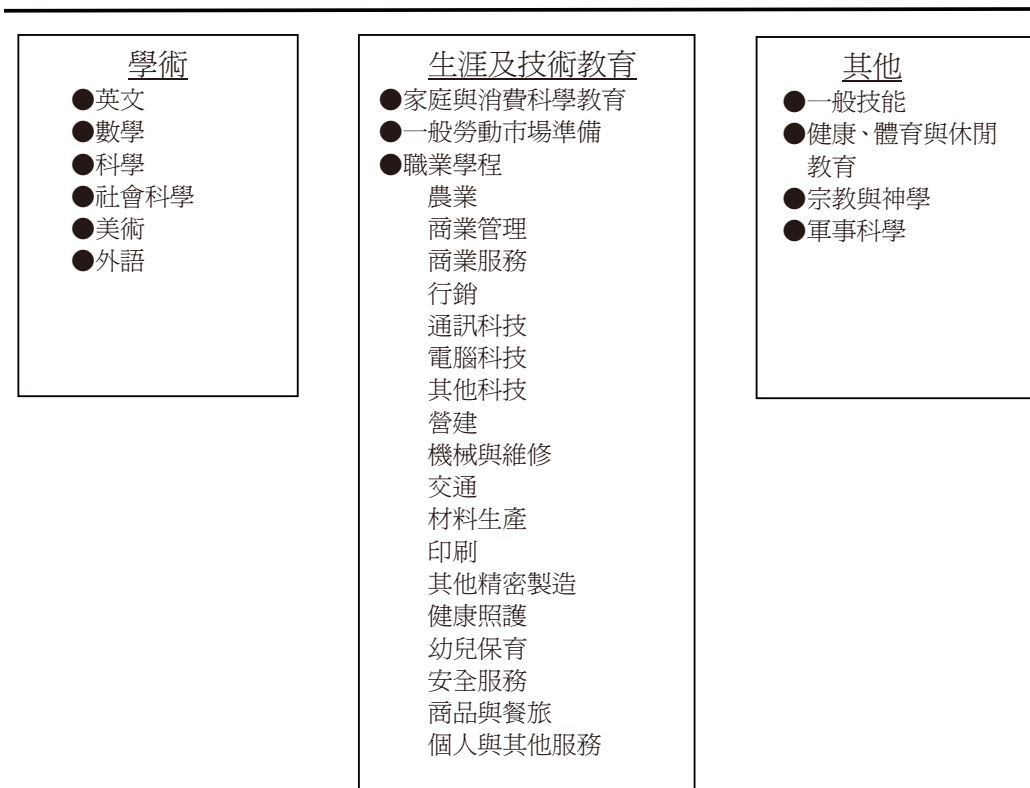 學術
●英文
●數學
●科學
●社會科學
●美術
●外語
生涯及技術教育
●家庭與消費科學教育
●一般勞動市場準備
●職業學程
農業
商業管理
商業服務
行銷
通訊科技
電腦科技
其他科技
營建
機械與維修
交通
材料生產
印刷
其他精密製造
健康照護
幼兒保育
安全服務
商品與餐旅
個人與其他服務
其他
●一般技能
●健康、體育與休閒
教育
●宗教與神學
●軍事科學